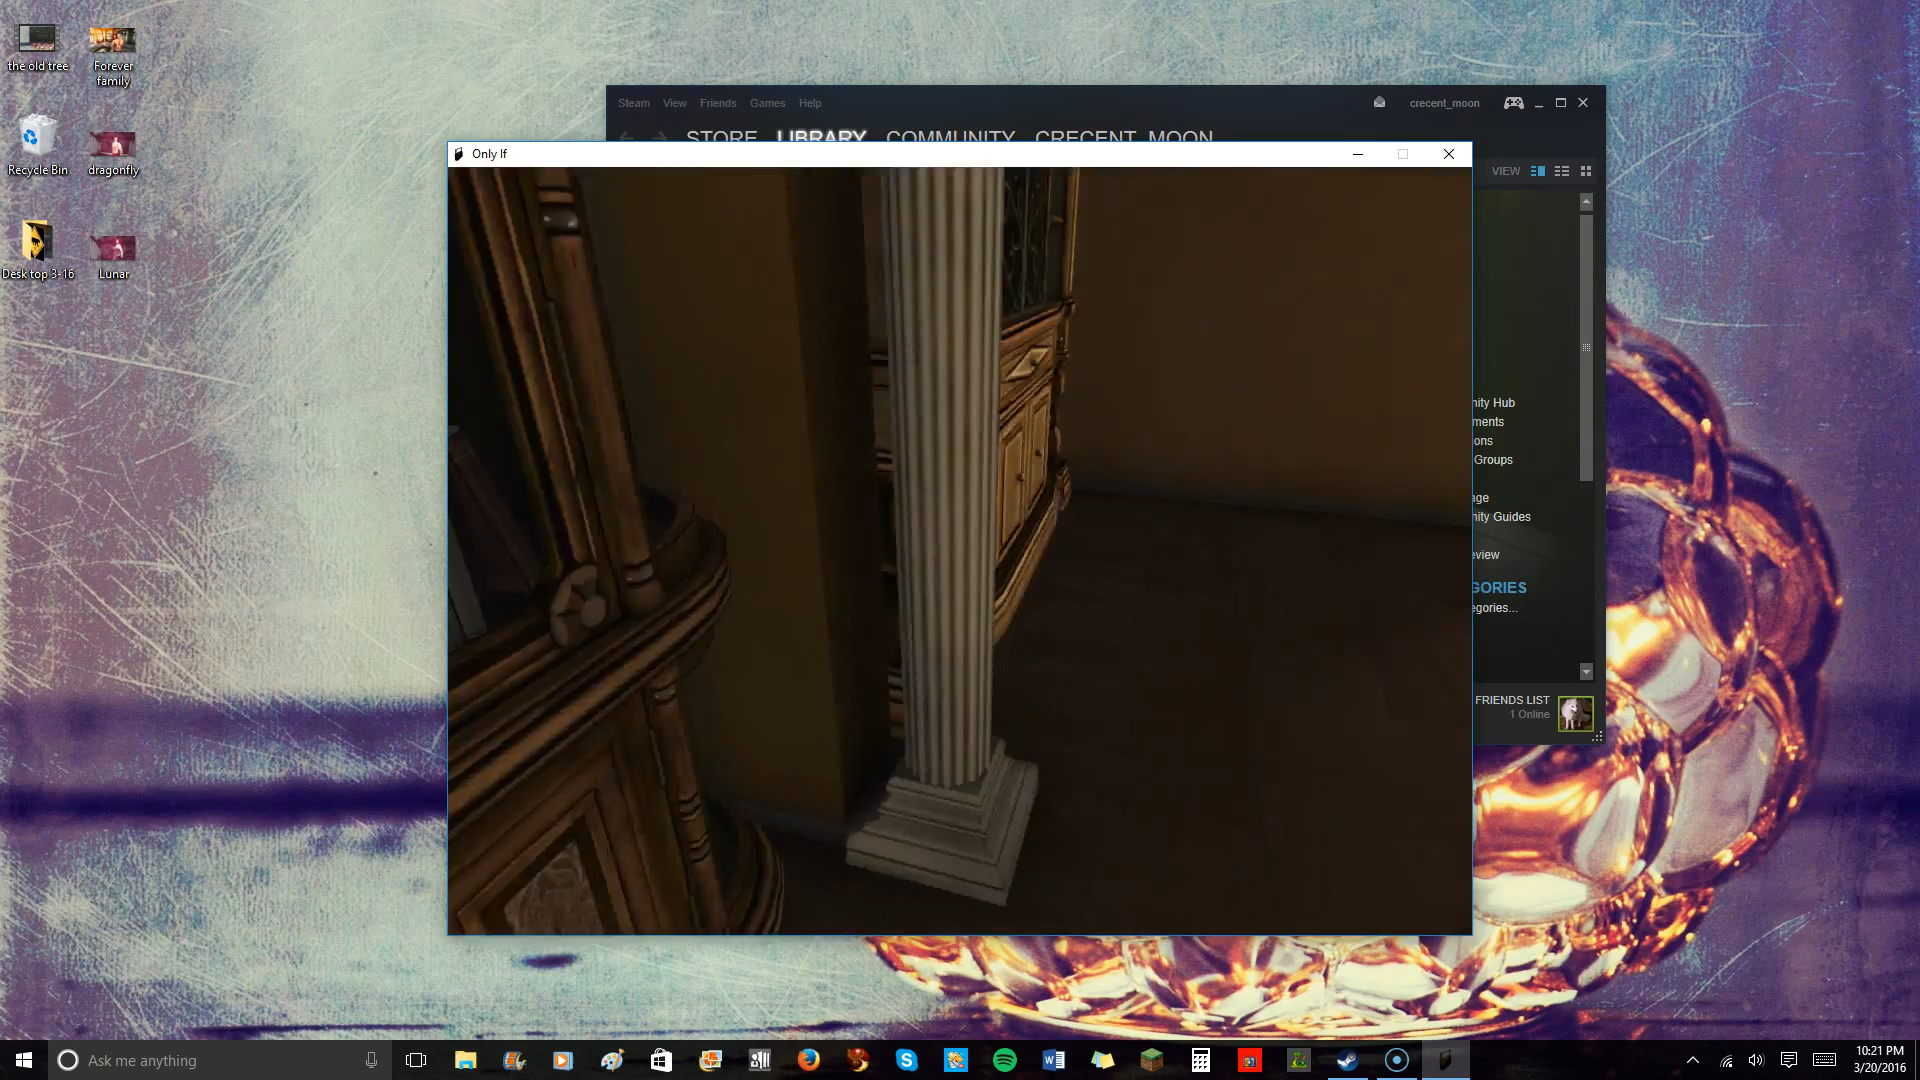 the old tree
Forever
family
Recycle Bin
dragonfly
Desk top 3-16
Lunar
Steam View Friends Games Help
crecent_moon
STORE LIBRARY COMMUNITY CRECENT_MOON
Only If
VIEW
nity Hub
ments
ons
Groups
age
nity Guides
eview
GORIES
egories...
FRIENDS LIST
1 Online
Ask me anything
10:21 PM
3/20/2016